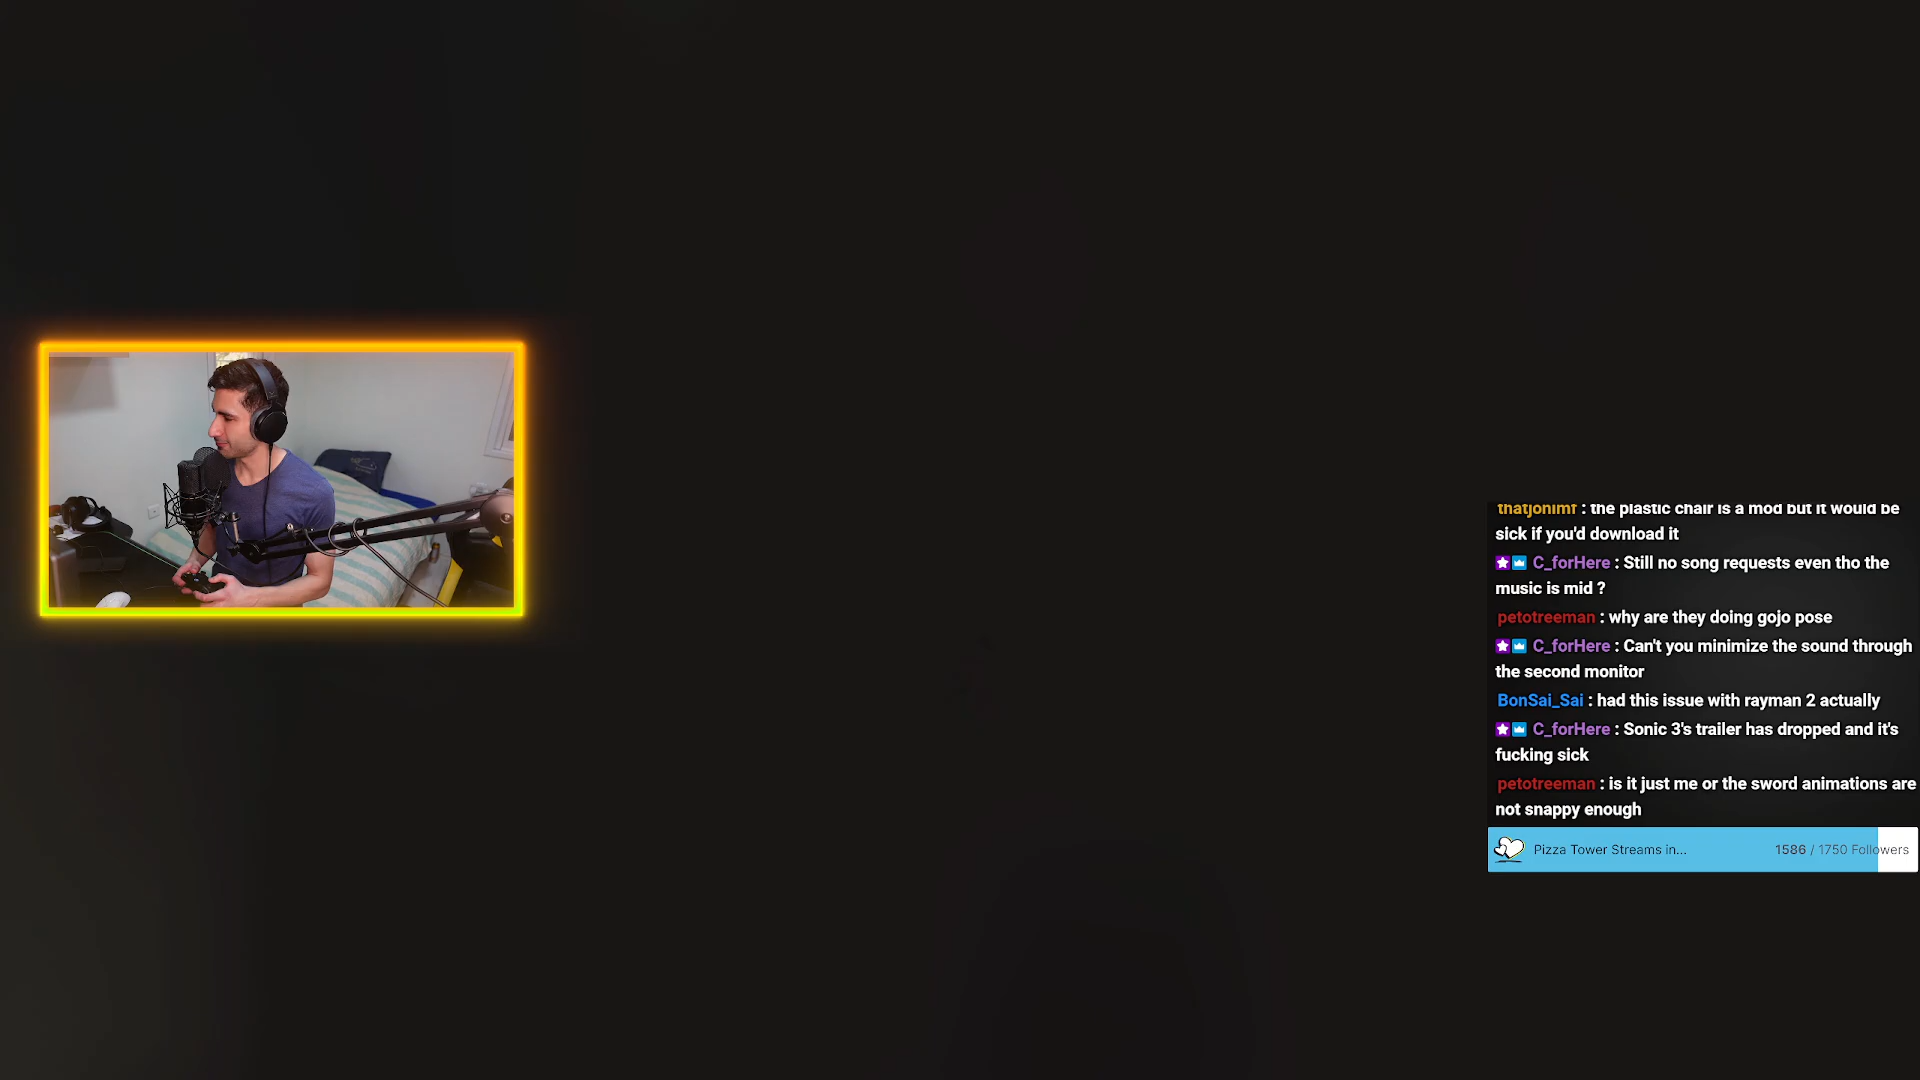 thatjonimf : the plastic chair is a mod but it would be
sick if you'd download it
C_forHere : Still no song requests even tho the
music is mid ?
petotreeman : why are they doing gojo pose
C_forHere : Can't you minimize the sound through
the second monitor
BonSai_Sai : had this issue with rayman 2 actually
C_forHere : Sonic 3's trailer has dropped and it's
fucking sick
petotreeman : is it just me or the sword animations are
not snappy enough
Pizza Tower Streams in... 1586 / 1750 Followers